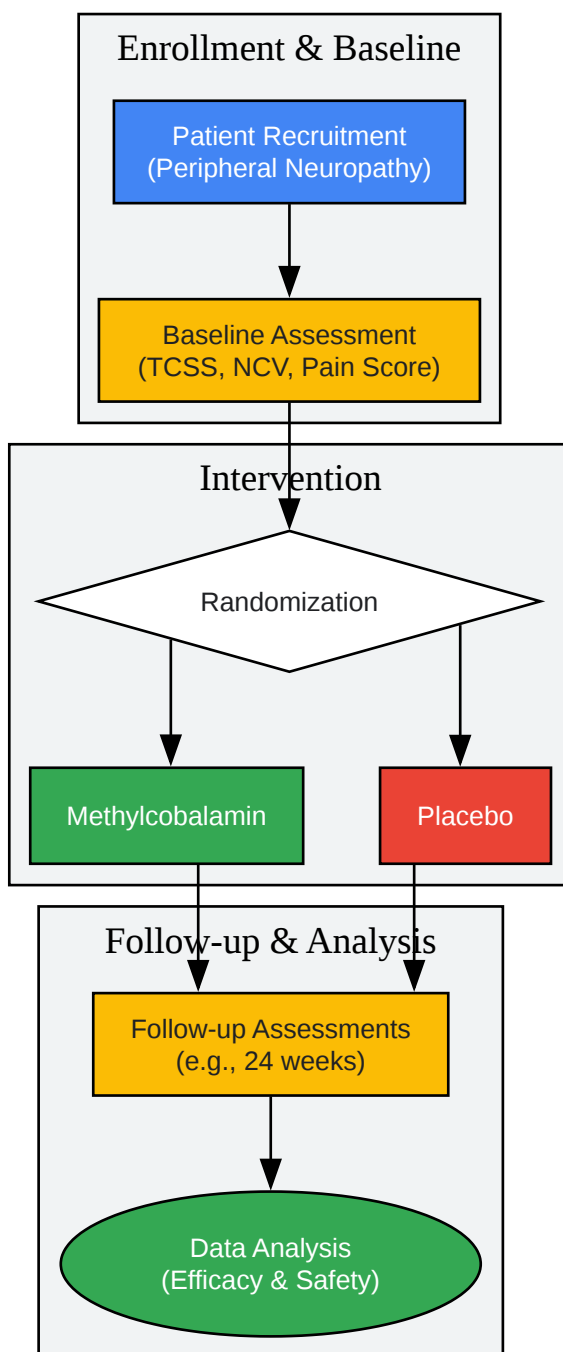 Enrollment & Baseline
Patient Recruitment
(Peripheral Neuropathy)
Baseline Assessment
(TCSS, NCV, Pain Score)
Intervention
Randomization
Methylcobalamin
Placebo
Follow-up & Analysis
Follow-up Assessments
(e.g., 24 weeks)
Data Analysis
(Efficacy & Safety)